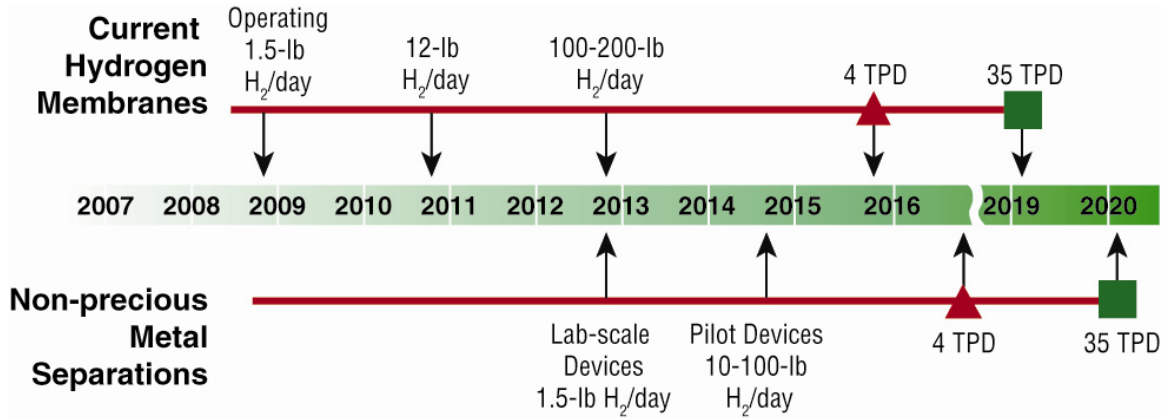 Current
Hydrogen
Membranes
Operating
1.5-lb
H₂/day
12-lb
H₂/day
100-200-lb
H₂/day
4 TPD
35 TPD
2007 2008 2009 2010 2011 2012 2013 2014 2015 2016 2019 2020
Non-precious
Metal
Separations
Lab-scale
Devices
1.5-lb H₂/day
Pilot Devices
10-100-lb
H₂/day
4 TPD
35 TPD